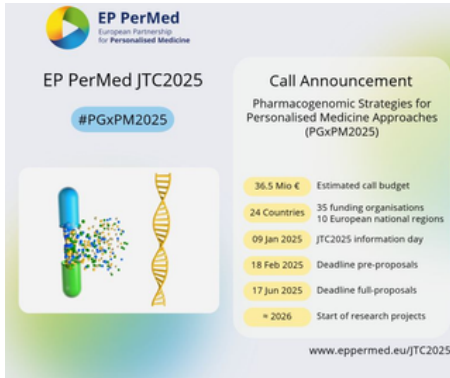 EP PerMed
European Partnership
for Personalised Medicine
EP PerMed JTC2025
#PGxPM2025
Call Announcement
Pharmacogenomic Strategies for
Personalised Medicine Approaches
(PGxPM2025)
36.5 Mio € Estimated call budget
24 Countries 35 funding organisations
10 European national regions
09 Jan 2025 JTC2025 information day
18 Feb 2025 Deadline pre-proposals
17 Jun 2025 Deadline full-proposals
≈ 2026 Start of research projects
www.eppermed.eu/JTC2025